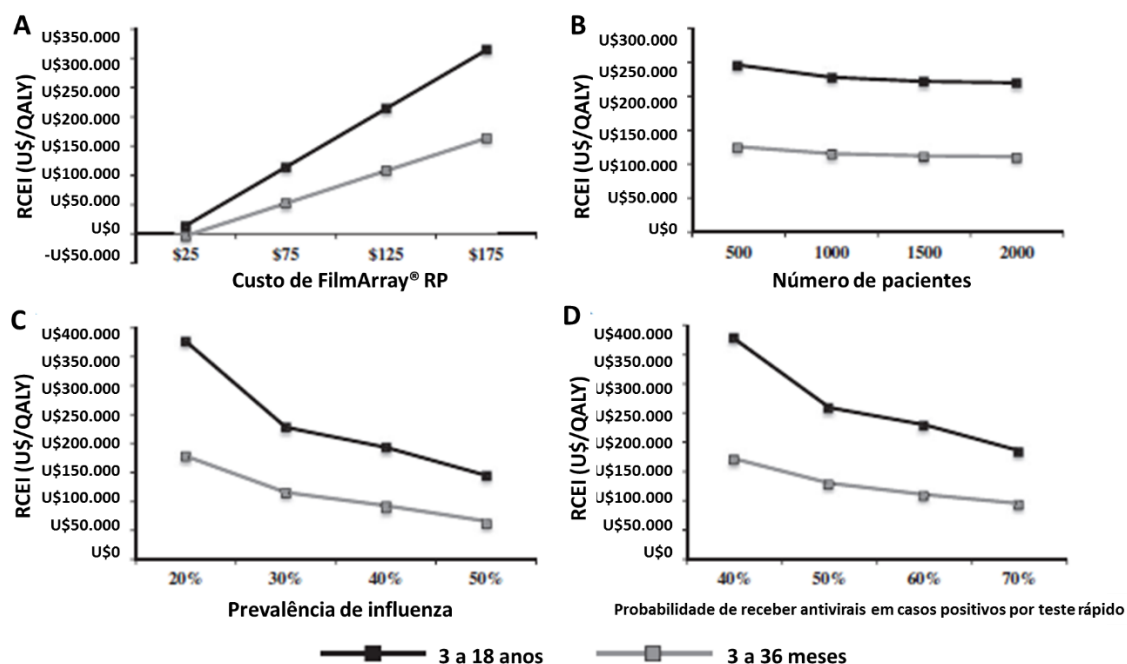 A
RCEI (U$/QALY)
U$350.000
U$300.000
U$250.000
U$200.000
U$150.000
U$100.000
U$50.000
U$0
-U$50.000
$25 $75 $125 $175
Custo de FilmArray® RP
B
RCEI (U$/QALY)
U$300.000
U$250.000
U$200.000
U$150.000
U$100.000
U$50.000
U$0
500 1000 1500 2000
Número de pacientes
C
RCEI (U$/QALY)
U$400.000
U$350.000
U$300.000
U$250.000
U$200.000
U$150.000
U$100.000
U$50.000
U$0
20% 30% 40% 50%
Prevalência de influenza
D
RCEI (U$/QALY)
U$400.000
U$350.000
U$300.000
U$250.000
U$200.000
U$150.000
U$100.000
U$50.000
U$0
40% 50% 60% 70%
Probabilidade de receber antivirais em casos positivos por teste rápido
3 a 18 anos 3 a 36 meses